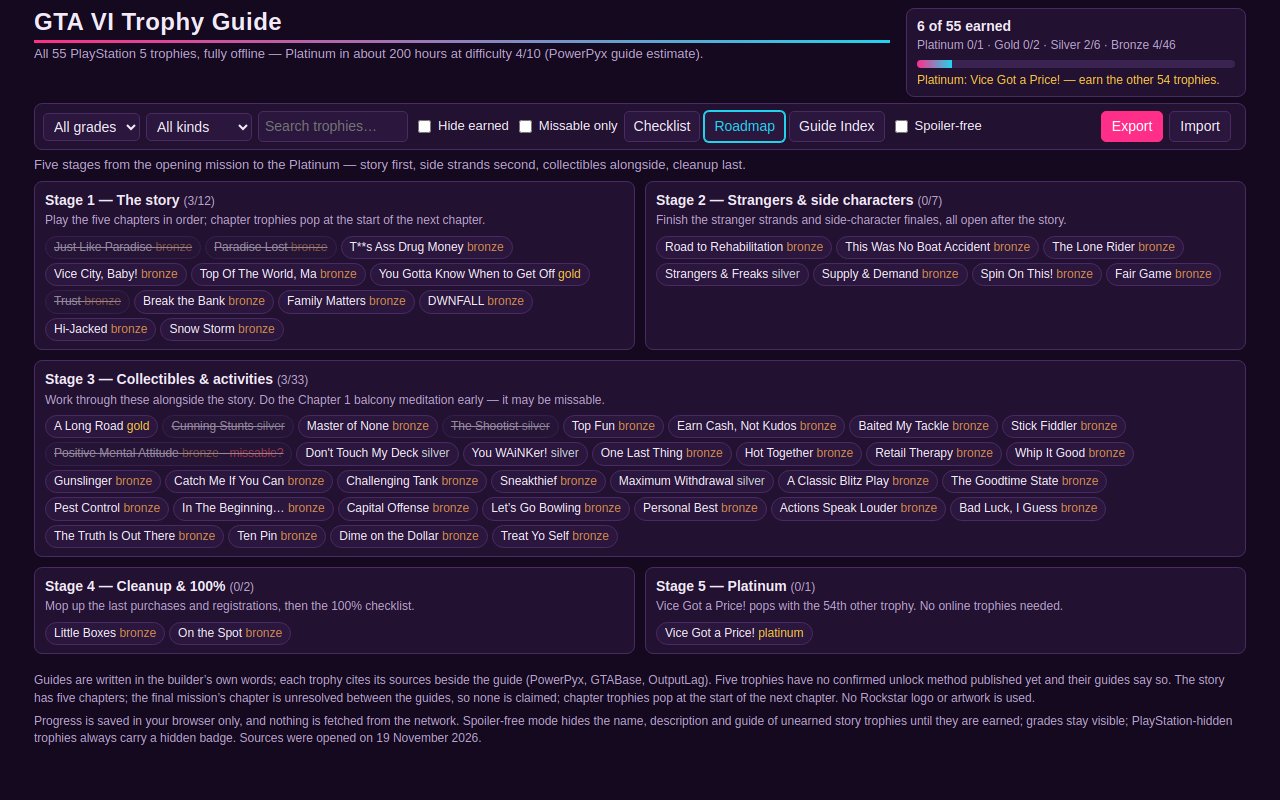 GTA VI Trophy Guide
All 55 PlayStation 5 trophies, fully offline — Platinum in about 200 hours at difficulty 4/10 (PowerPyx guide estimate).
6 of 55 earned
Platinum 0/1 · Gold 0/2 · Silver 2/6 · Bronze 4/46
Platinum: Vice Got a Price! — earn the other 54 trophies.
All grades All kinds Search trophies… Hide earned Missable only Checklist Roadmap Guide Index Spoiler-free Export Import
Five stages from the opening mission to the Platinum — story first, side strands second, collectibles alongside, cleanup last.
Stage 1 — The story (3/12)
Play the five chapters in order; chapter trophies pop at the start of the next chapter.
Just Like Paradise bronze Paradise Lost bronze T**s Ass Drug Money bronze
Vice City, Baby! bronze Top Of The World, Ma bronze You Gotta Know When to Get Off gold
Trust bronze Break the Bank bronze Family Matters bronze DWNFALL bronze
Hi-Jacked bronze Snow Storm bronze
Stage 2 — Strangers & side characters (0/7)
Finish the stranger strands and side-character finales, all open after the story.
Road to Rehabilitation bronze This Was No Boat Accident bronze The Lone Rider bronze
Strangers & Freaks silver Supply & Demand bronze Spin On This! bronze Fair Game bronze
Stage 3 — Collectibles & activities (3/33)
Work through these alongside the story. Do the Chapter 1 balcony meditation early — it may be missable.
A Long Road gold Cunning Stunts silver Master of None bronze The Shootist silver Top Fun bronze Earn Cash, Not Kudos bronze Baited My Tackle bronze Stick Fiddler bronze
Positive Mental Attitude bronze · missable? Don't Touch My Deck silver You WAiNKer! silver One Last Thing bronze Hot Together bronze Retail Therapy bronze Whip It Good bronze
Gunslinger bronze Catch Me If You Can bronze Challenging Tank bronze Sneakthief bronze Maximum Withdrawal silver A Classic Blitz Play bronze The Goodtime State bronze
Pest Control bronze In The Beginning… bronze Capital Offense bronze Let's Go Bowling bronze Personal Best bronze Actions Speak Louder bronze Bad Luck, I Guess bronze
The Truth Is Out There bronze Ten Pin bronze Dime on the Dollar bronze Treat Yo Self bronze
Stage 4 — Cleanup & 100% (0/2)
Mop up the last purchases and registrations, then the 100% checklist.
Little Boxes bronze On the Spot bronze
Stage 5 — Platinum (0/1)
Vice Got a Price! pops with the 54th other trophy. No online trophies needed.
Vice Got a Price! platinum
Guides are written in the builder's own words; each trophy cites its sources beside the guide (PowerPyx, GTABase, OutputLag). Five trophies have no confirmed unlock method published yet and their guides say so. The story
has five chapters; the final mission's chapter is unresolved between the guides, so none is claimed; chapter trophies pop at the start of the next chapter. No Rockstar logo or artwork is used.
Progress is saved in your browser only, and nothing is fetched from the network. Spoiler-free mode hides the name, description and guide of unearned story trophies until they are earned; grades stay visible; PlayStation-hidden
trophies always carry a hidden badge. Sources were opened on 19 November 2026.